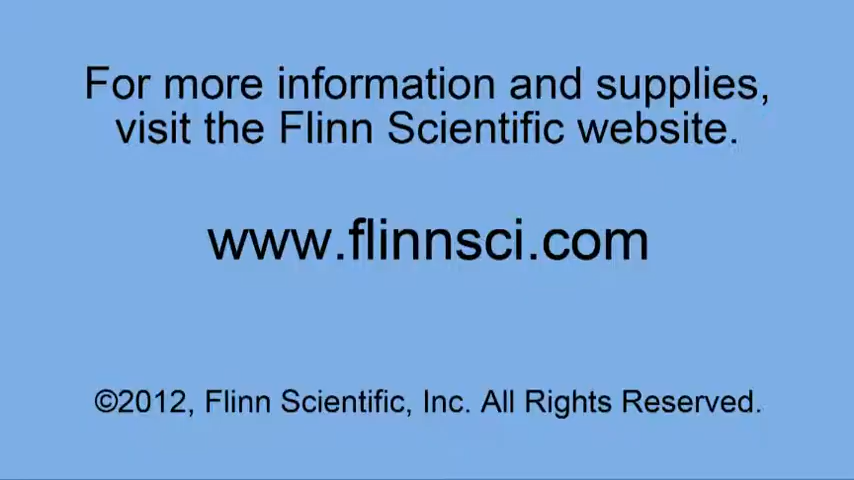 For more information and supplies,
visit the Flinn Scientific website.
www.flinnsci.com
©2012, Flinn Scientific, Inc. All Rights Reserved.